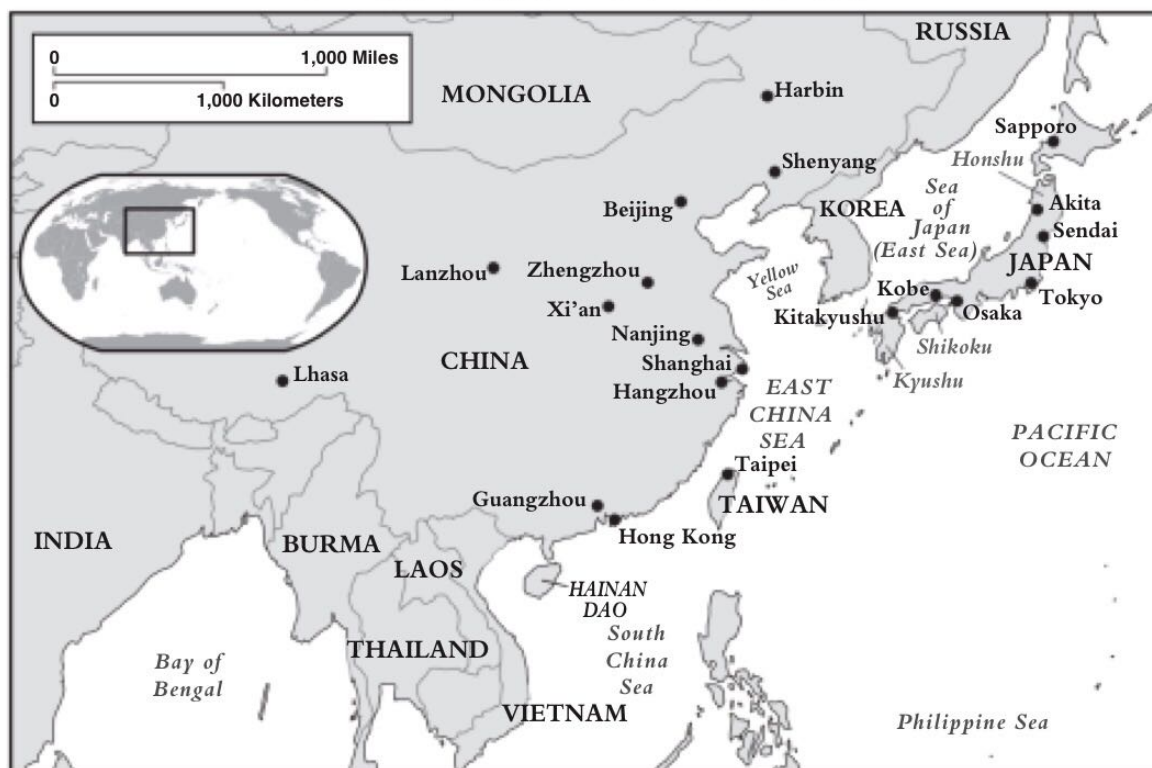 RUSSIA
0 1,000 Miles
0 1,000 Kilometers
MONGOLIA
Harbin
Sapporo
Honshu
Shenyang
Sea
of
Japan
(East Sea)
Akita
Beijing
KOREA
Sendai
JAPAN
Lanzhou
Zhengzhou
Yellow
Sea
Kobe
Tokyo
Xi'an
Kitakyushu
Osaka
Nanjing
Shikoku
CHINA
Shanghai
Lhasa
Kyushu
Hangzhou
EAST
CHINA
SEA
PACIFIC
OCEAN
Taipei
Guangzhou
TAIWAN
INDIA
BURMA
Hong Kong
LAOS
HAINAN
DAO
South
China
Sea
THAILAND
Bay of
Bengal
VIETNAM
Philippine Sea